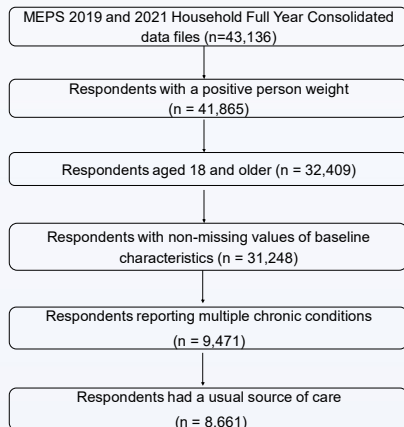 MEPS 2019 and 2021 Household Full Year Consolidated
data files (n=43,136)
Respondents with a positive person weight
(n = 41,865)
Respondents aged 18 and older (n = 32,409)
Respondents with non-missing values of baseline
characteristics (n = 31,248)
Respondents reporting multiple chronic conditions
(n = 9,471)
Respondents had a usual source of care
(n = 8,661)